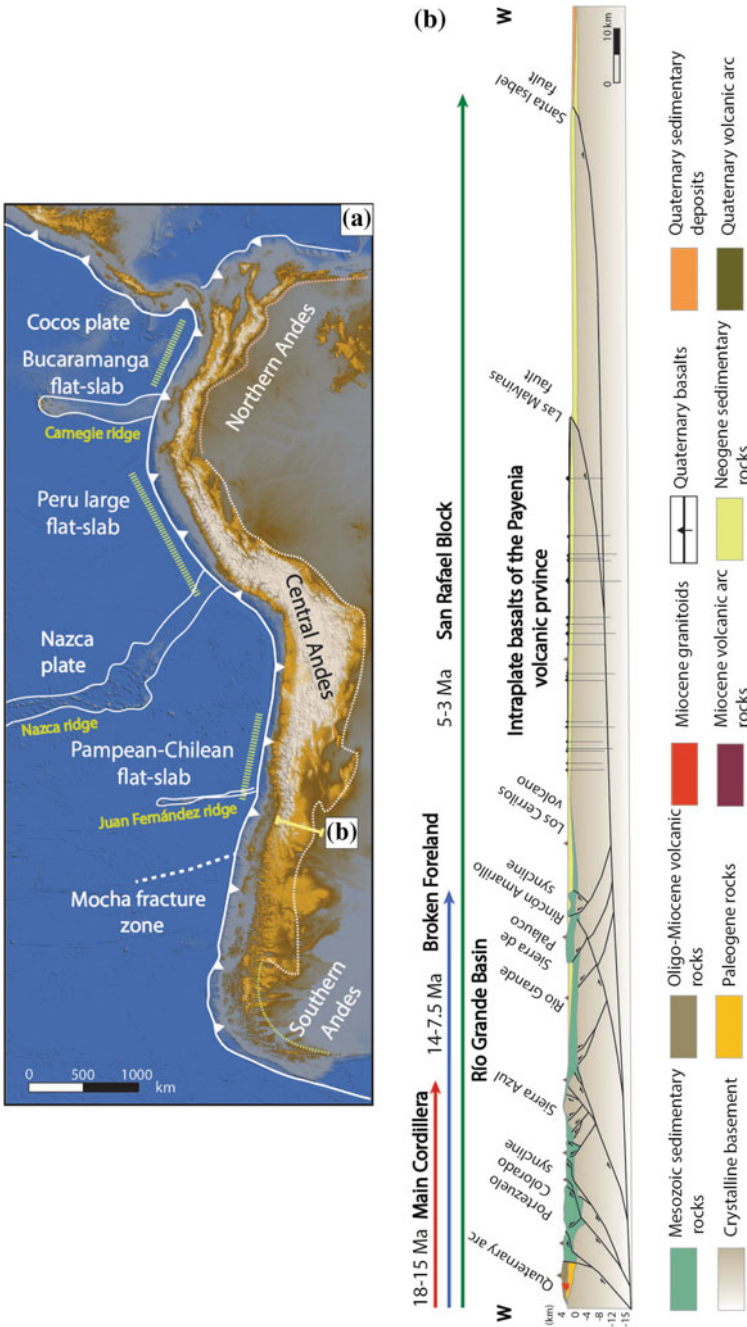 (a)
Cocos plate
Bucaramanga
flat-slab
Carnegie ridge
Peru large
flat-slab
Nazca
plate
Nazca ridge
Pampean-Chilean
flat-slab
Juan Fernández ridge
Mocha fracture
zone
Northern Andes
Central Andes
Southern
Andes
(b)
0 500 1000
km
(b)
18-15 Ma Main Cordillera
14-7.5 Ma Broken Foreland
5-3 Ma San Rafael Block
Río Grande Basin
W
W
Quaternary arc
Portezuelo
Colorado
syncline
Sierra Azul
Río Grande
Sierra de
Palauco
Rincón Amarillo
syncline
Los Cerrilos
volcano
Intraplate basalts of the Payenia
volcanic prvince
Las Malvinas
fault
Santa Isabel
fault
(km)
4
0
-4
-8
-12
-15
0 10 km
Mesozoic sedimentary
rocks
Oligo-Miocene volcanic
rocks
Miocene granitoids
Quaternary basalts
Quaternary sedimentary
deposits
Crystalline basement
Paleogene rocks
Miocene volcanic arc
rocks
Neogene sedimentary
rocks
Quaternary volcanic arc